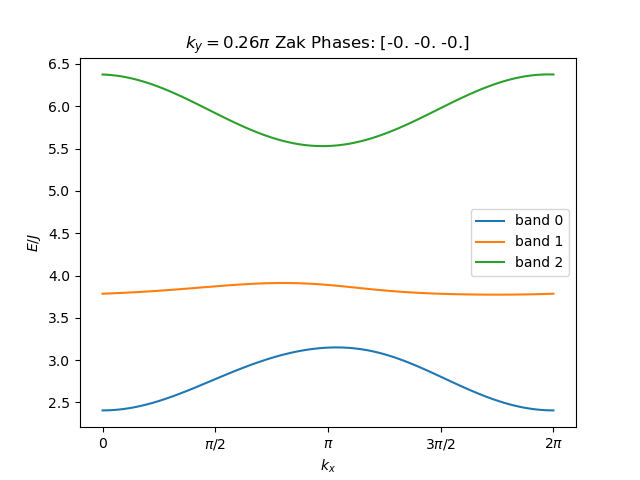 k_y = 0.26π Zak Phases: [-0. -0. -0.]
6.5
6.0
5.5
5.0
4.5
4.0
3.5
3.0
2.5
E/J
band 0
band 1
band 2
0
π/2
π
3π/2
2π
k_x